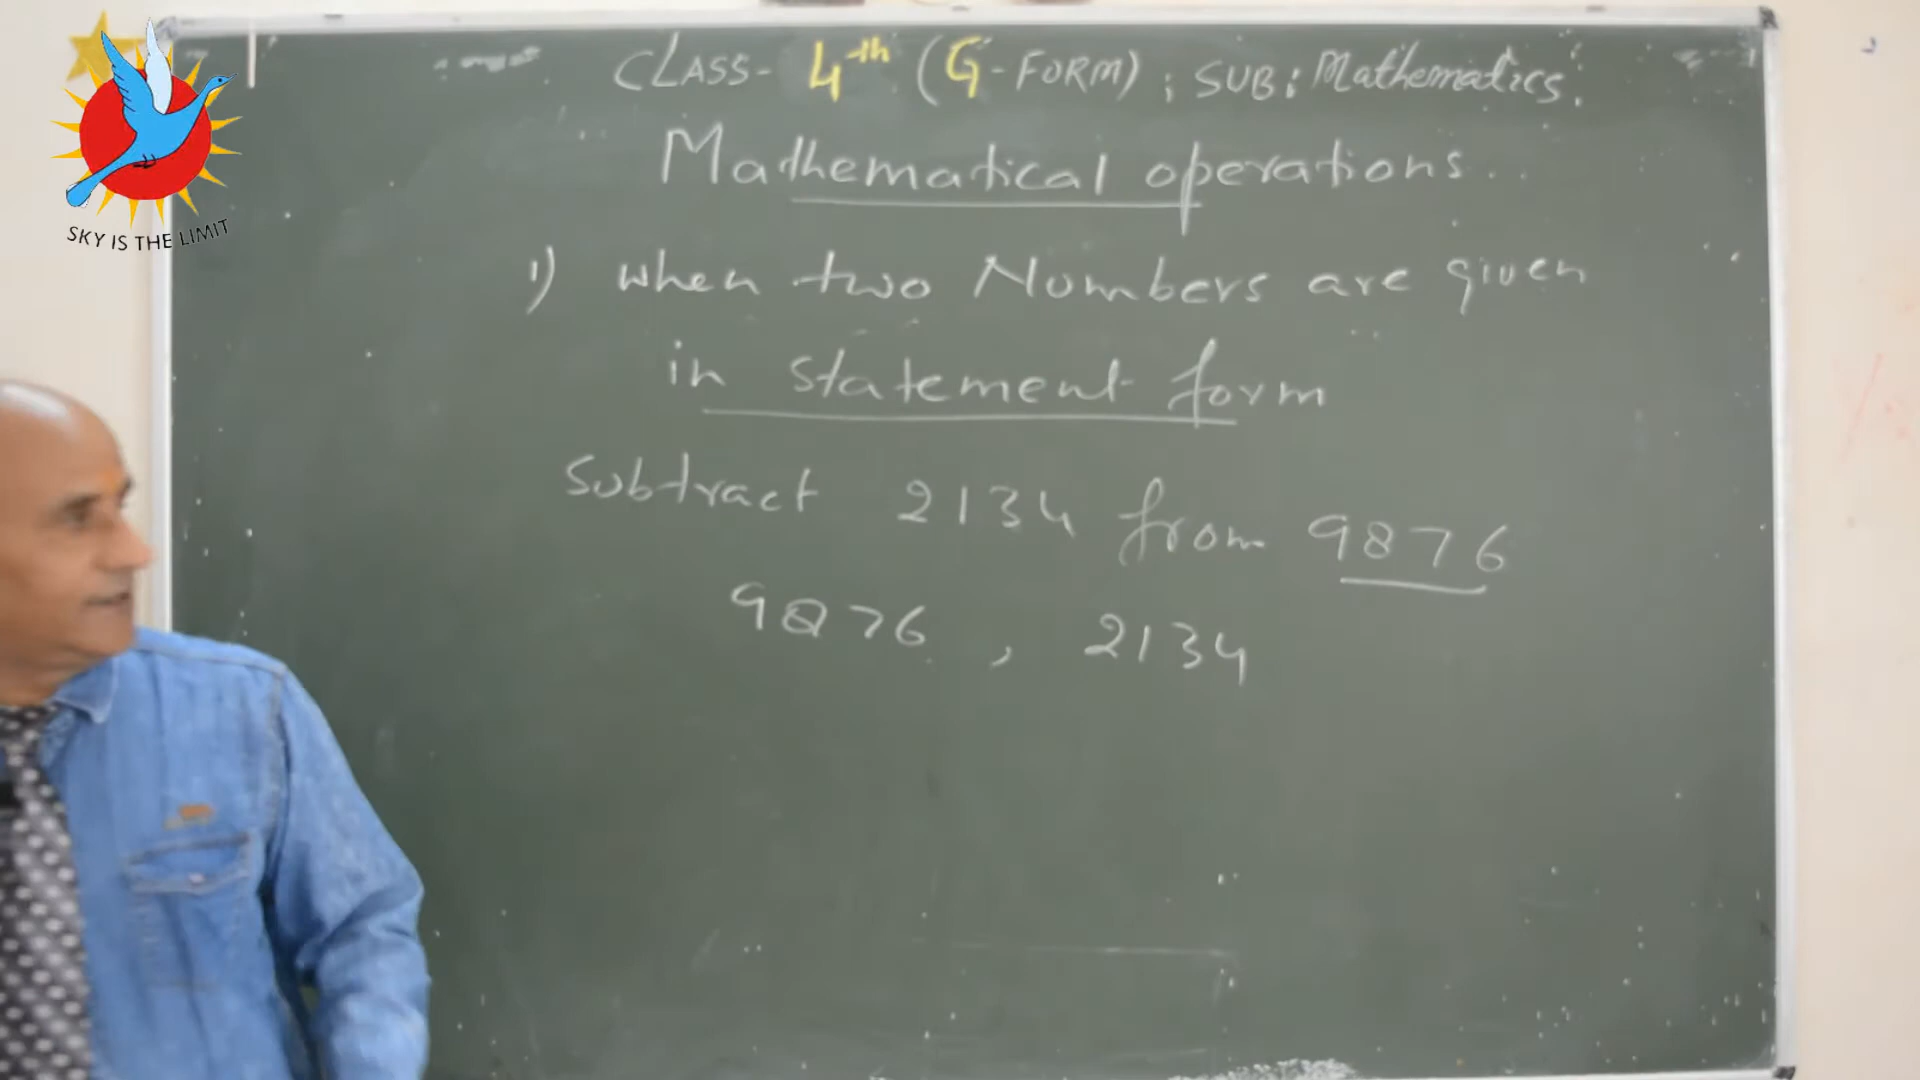 CLASS- 4th (G-FORM) ; SUB: Mathematics.
Mathematical operations..
1) when two Numbers are given
in statement form
Subtract 2134 from 9876
9876 , 2134
SKY IS THE LIMIT